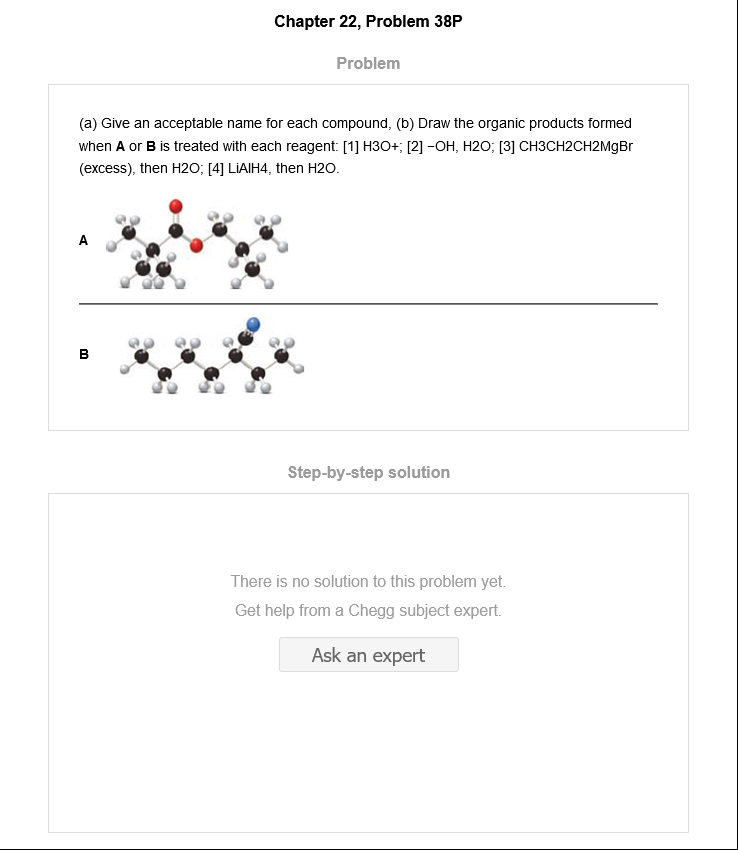 Chapter 22, Problem 38P
Problem
(a) Give an acceptable name for each compound, (b) Draw the organic products formed
when A or B is treated with each reagent: [1] H3O+; [2] −OH, H2O; [3] CH3CH2CH2MgBr
(excess), then H2O; [4] LiAlH4, then H2O.
A
B
Step-by-step solution
There is no solution to this problem yet.
Get help from a Chegg subject expert.
Ask an expert